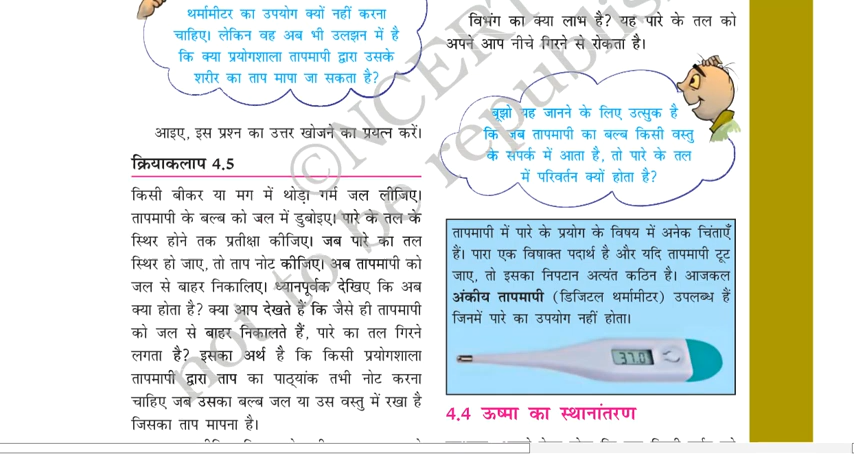 थर्मामीटर का उपयोग क्यों नहीं करना
चाहिए। लेकिन वह अब भी उलझन में है
कि क्या प्रयोगशाला तापमापी द्वारा उसके
शरीर का ताप मापा जा सकता है?
आइए, इस प्रश्न का उत्तर खोजने का प्रयत्न करें।
क्रियाकलाप 4.5
किसी बीकर या मग में थोड़ा गर्म जल लीजिए।
तापमापी के बल्ब को जल में डुबोइए। पारे के तल के
स्थिर होने तक प्रतीक्षा कीजिए। जब पारे का तल
स्थिर हो जाए, तो ताप नोट कीजिए। अब तापमापी को
जल से बाहर निकालिए। ध्यानपूर्वक देखिए कि अब
क्या होता है? क्या आप देखते हैं कि जैसे ही तापमापी
को जल से बाहर निकालते हैं, पारे का तल गिरने
लगता है? इसका अर्थ है कि किसी प्रयोगशाला
तापमापी द्वारा ताप का पाठ्यांक तभी नोट करना
चाहिए जब उसका बल्ब जल या उस वस्तु में रखा है
जिसका ताप मापना है।
विभंग का क्या लाभ है? यह पारे के तल को
अपने आप नीचे गिरने से रोकता है।
बूझो यह जानने के लिए उत्सुक है
कि जब तापमापी का बल्ब किसी वस्तु
के संपर्क में आता है, तो पारे के तल
में परिवर्तन क्यों होता है?
तापमापी में पारे के प्रयोग के विषय में अनेक चिंताएँ
हैं। पारा एक विषाक्त पदार्थ है और यदि तापमापी टूट
जाए, तो इसका निपटान अत्यंत कठिन है। आजकल
अंकीय तापमापी (डिजिटल थर्मामीटर) उपलब्ध हैं
जिनमें पारे का उपयोग नहीं होता।
37.0
4.4 ऊष्मा का स्थानांतरण
©NCERT
not to be republished